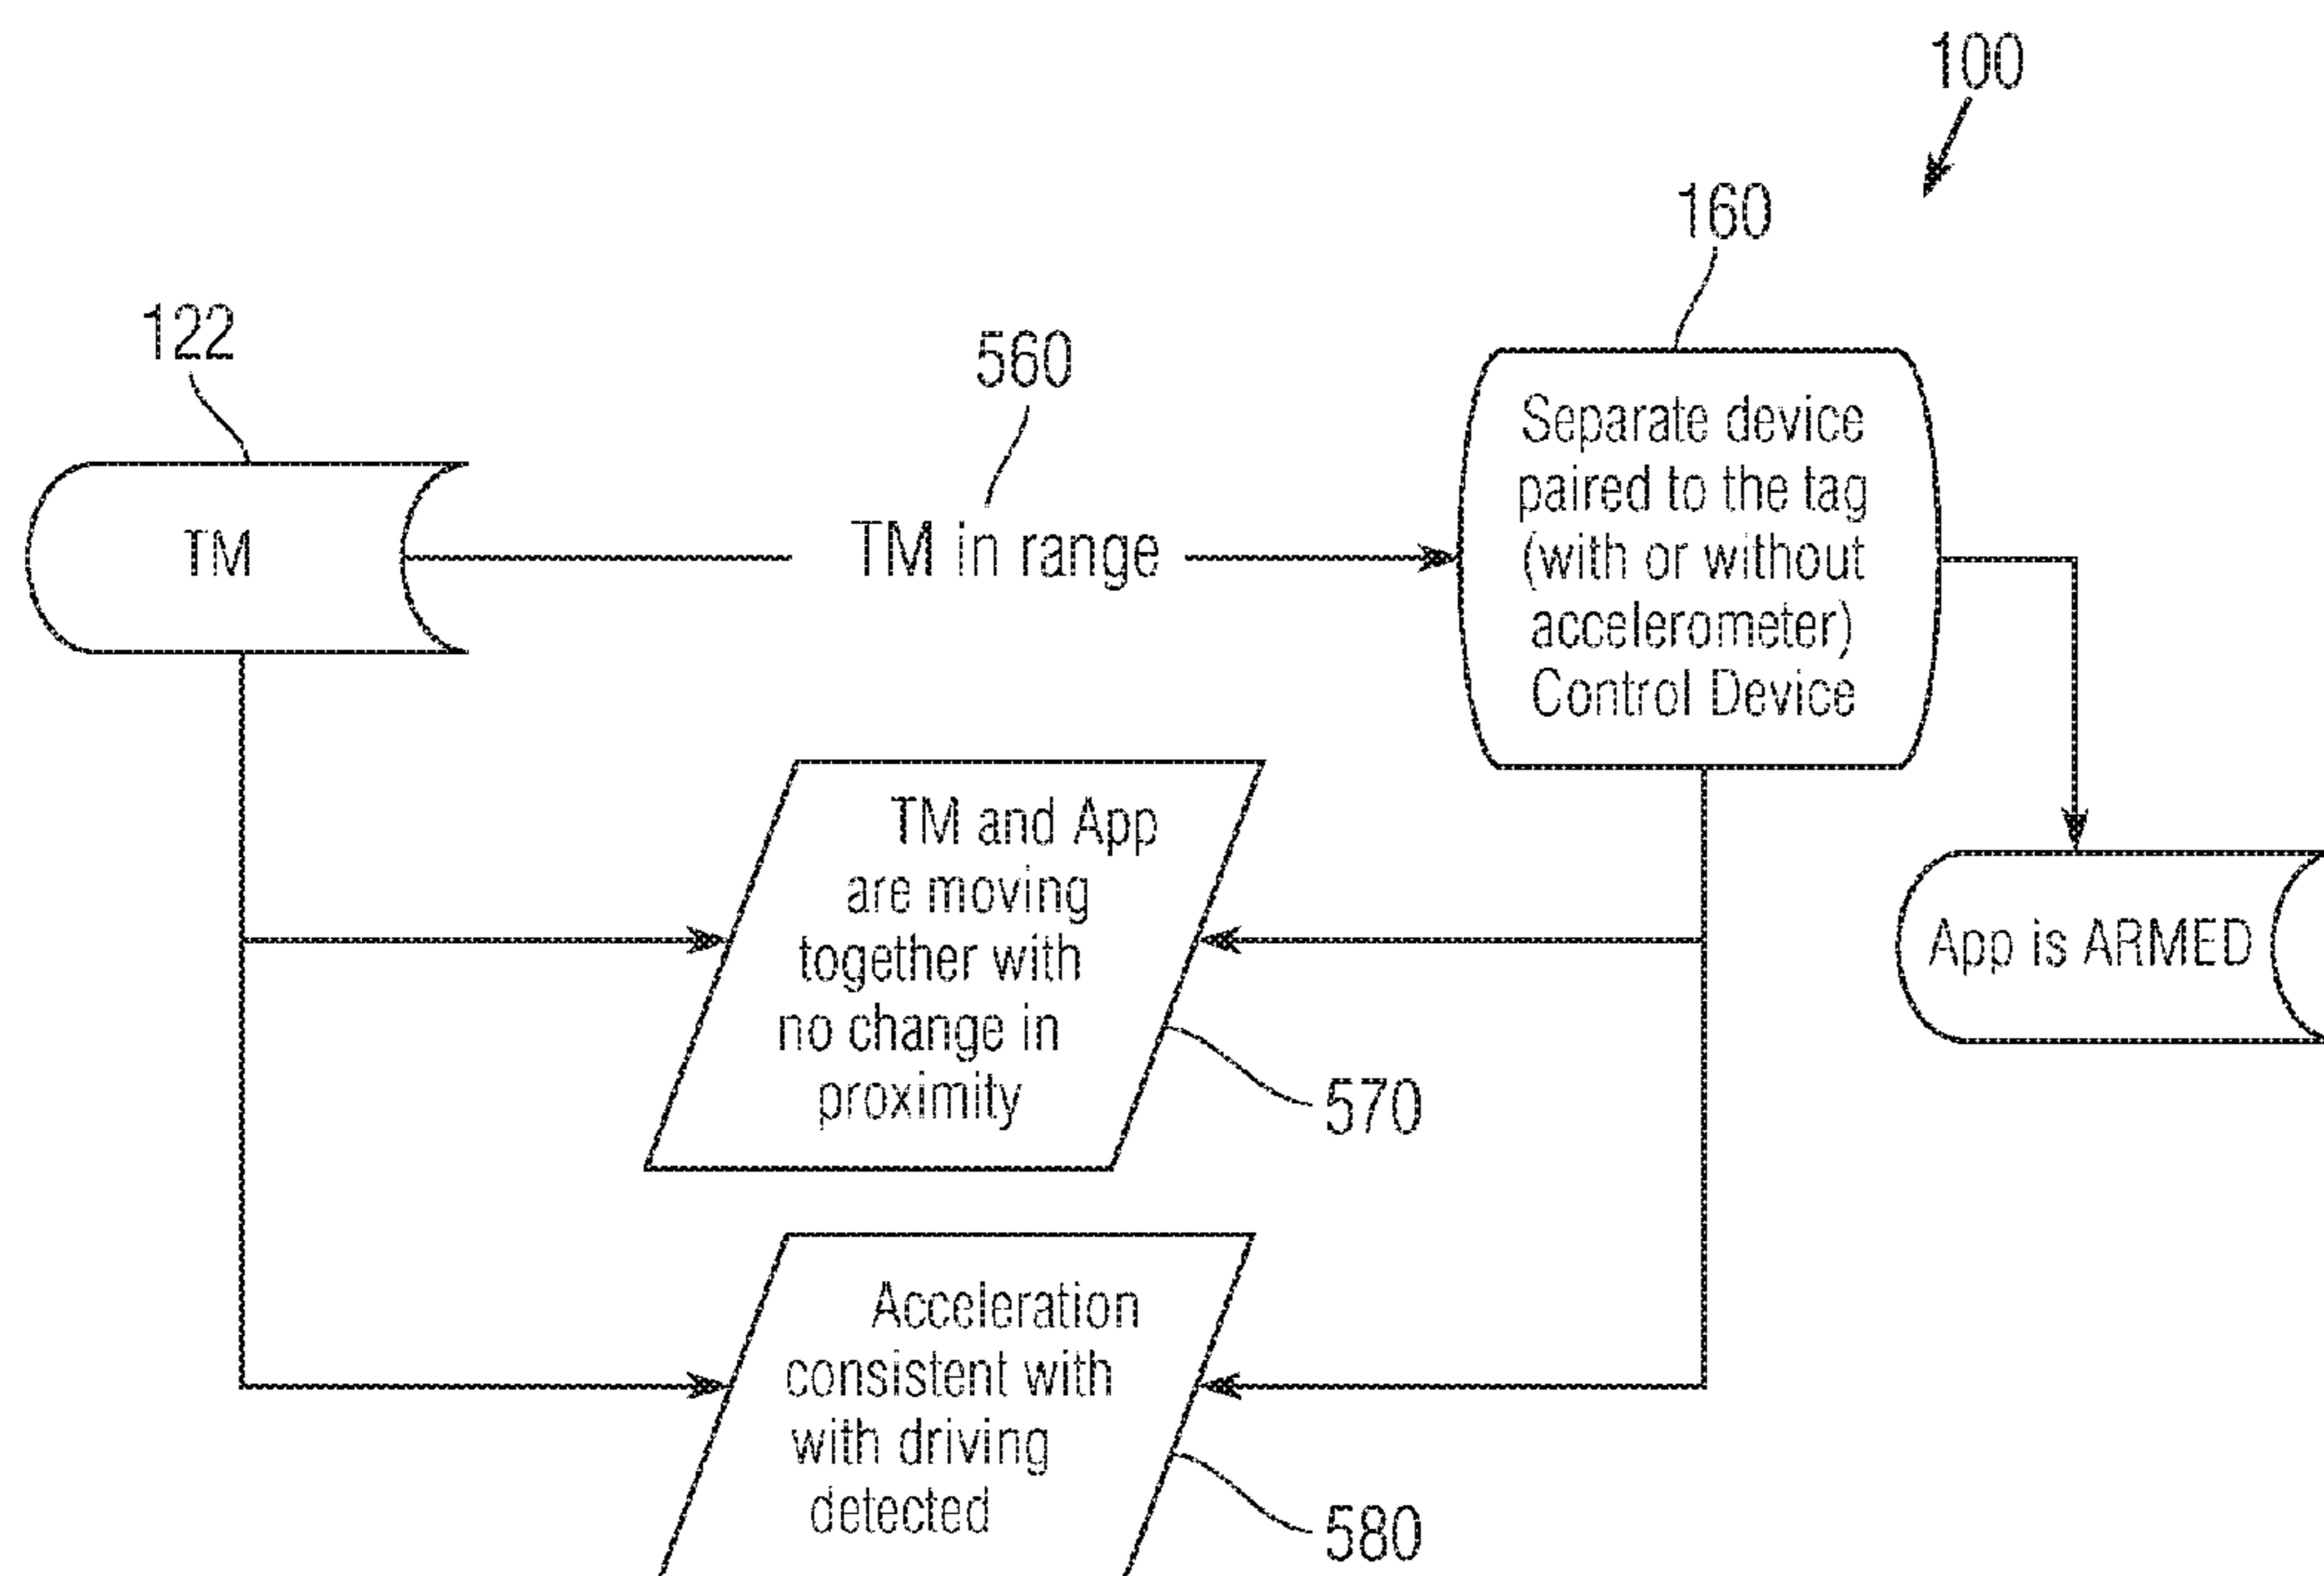 100
160
122
560
Separate device
paired to the tag
(with or without
accelerometer)
Control Device
TM
TM in range
TM and App
are moving
together with
no change in
proximity
App is ARMED
570
Acceleration
consistent with
with driving
detected
580